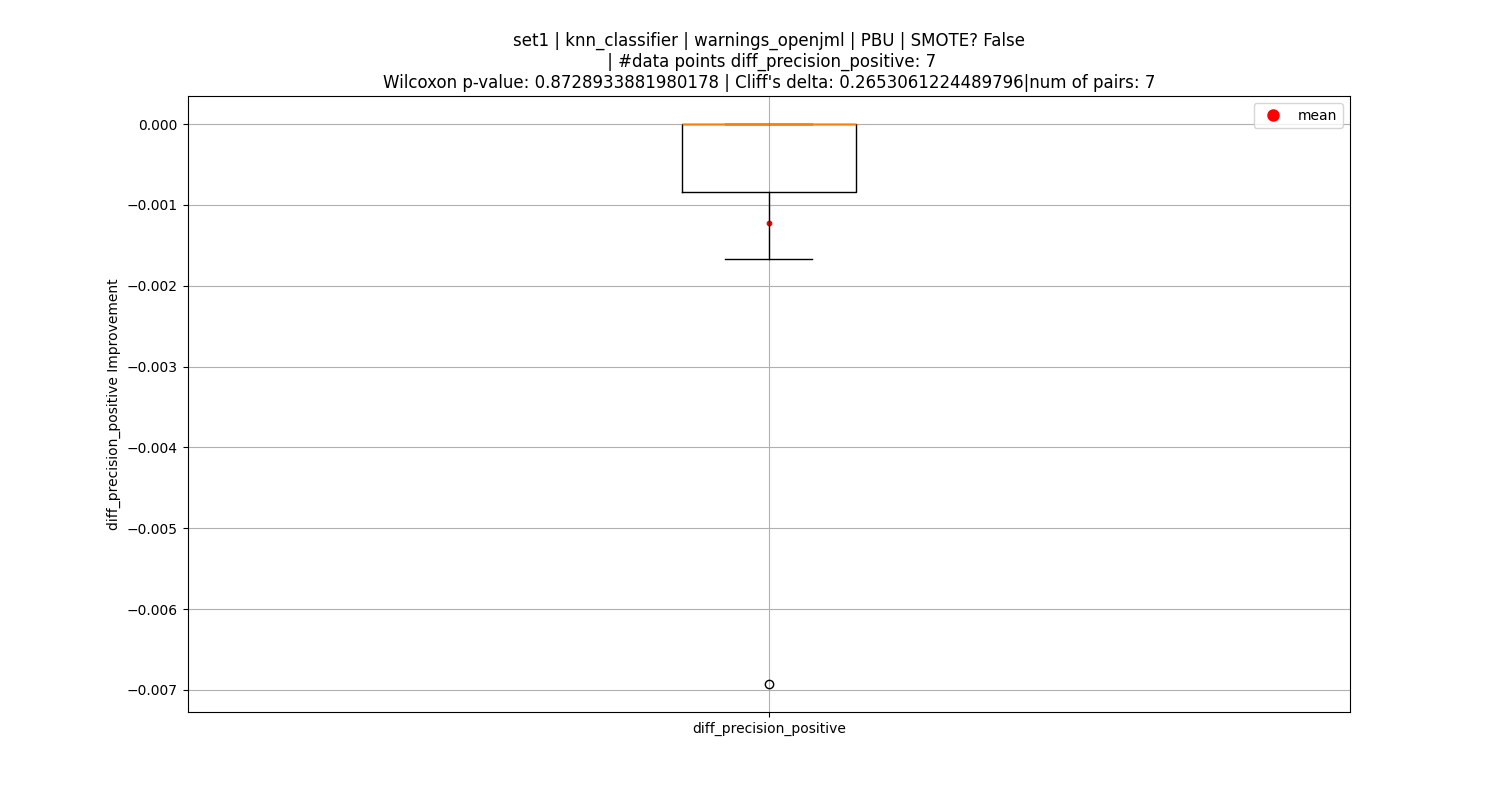 set1 | knn_classifier | warnings_openjml | PBU | SMOTE? False
| #data points diff_precision_positive: 7
Wilcoxon p-value: 0.8728933881980178 | Cliff's delta: 0.2653061224489796|num of pairs: 7
mean
0.000
−0.001
−0.002
−0.003
−0.004
−0.005
−0.006
−0.007
diff_precision_positive Improvement
diff_precision_positive